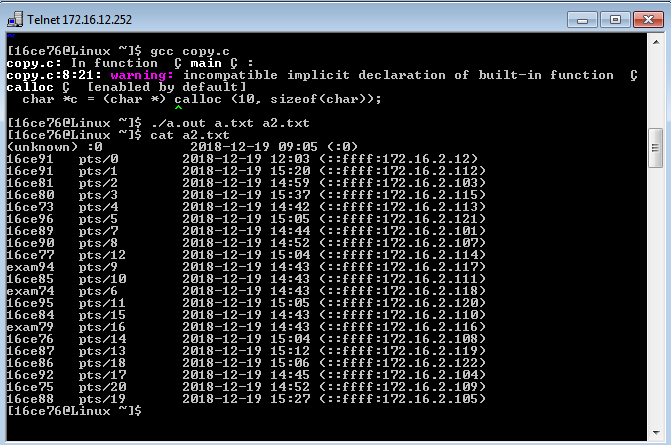 Telnet 172.16.12.252
~
[16ce76@Linux ~]$ gcc copy.c
copy.c: In function Ç main Ç :
copy.c:8:21: warning: incompatible implicit declaration of built-in function Ç
calloc Ç [enabled by default]
char *c = (char *) calloc (10, sizeof(char));
^
[16ce76@Linux ~]$ ./a.out a.txt a2.txt
[16ce76@Linux ~]$ cat a2.txt
(unknown) :0 2018-12-19 09:05 (:0)
16ce91 pts/0 2018-12-19 12:03 (::ffff:172.16.2.12)
16ce91 pts/1 2018-12-19 15:20 (::ffff:172.16.2.112)
16ce81 pts/2 2018-12-19 14:59 (::ffff:172.16.2.103)
16ce80 pts/3 2018-12-19 15:37 (::ffff:172.16.2.115)
16ce73 pts/4 2018-12-19 14:42 (::ffff:172.16.2.113)
16ce96 pts/5 2018-12-19 15:05 (::ffff:172.16.2.121)
16ce89 pts/7 2018-12-19 14:44 (::ffff:172.16.2.101)
16ce90 pts/8 2018-12-19 14:52 (::ffff:172.16.2.107)
16ce77 pts/12 2018-12-19 15:04 (::ffff:172.16.2.114)
exam94 pts/9 2018-12-19 14:43 (::ffff:172.16.2.117)
16ce85 pts/10 2018-12-19 14:43 (::ffff:172.16.2.111)
exam74 pts/6 2018-12-19 14:43 (::ffff:172.16.2.118)
16ce95 pts/11 2018-12-19 15:05 (::ffff:172.16.2.120)
16ce84 pts/15 2018-12-19 14:43 (::ffff:172.16.2.110)
exam79 pts/16 2018-12-19 14:43 (::ffff:172.16.2.116)
16ce76 pts/14 2018-12-19 15:04 (::ffff:172.16.2.108)
16ce87 pts/13 2018-12-19 15:12 (::ffff:172.16.2.119)
16ce86 pts/18 2018-12-19 15:06 (::ffff:172.16.2.122)
16ce92 pts/17 2018-12-19 14:45 (::ffff:172.16.2.104)
16ce75 pts/20 2018-12-19 14:52 (::ffff:172.16.2.109)
16ce88 pts/19 2018-12-19 15:27 (::ffff:172.16.2.105)
[16ce76@Linux ~]$